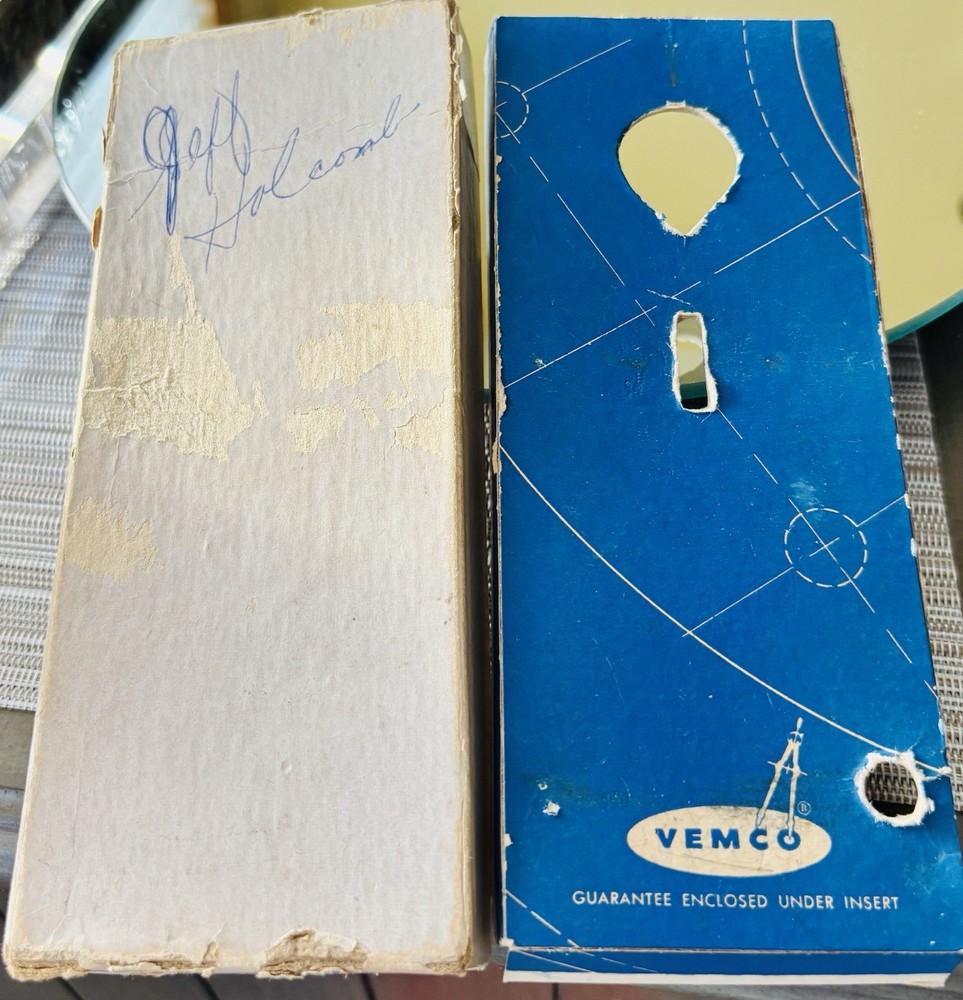 Jeff
Holcomb
VEMCO®
GUARANTEE ENCLOSED UNDER INSERT